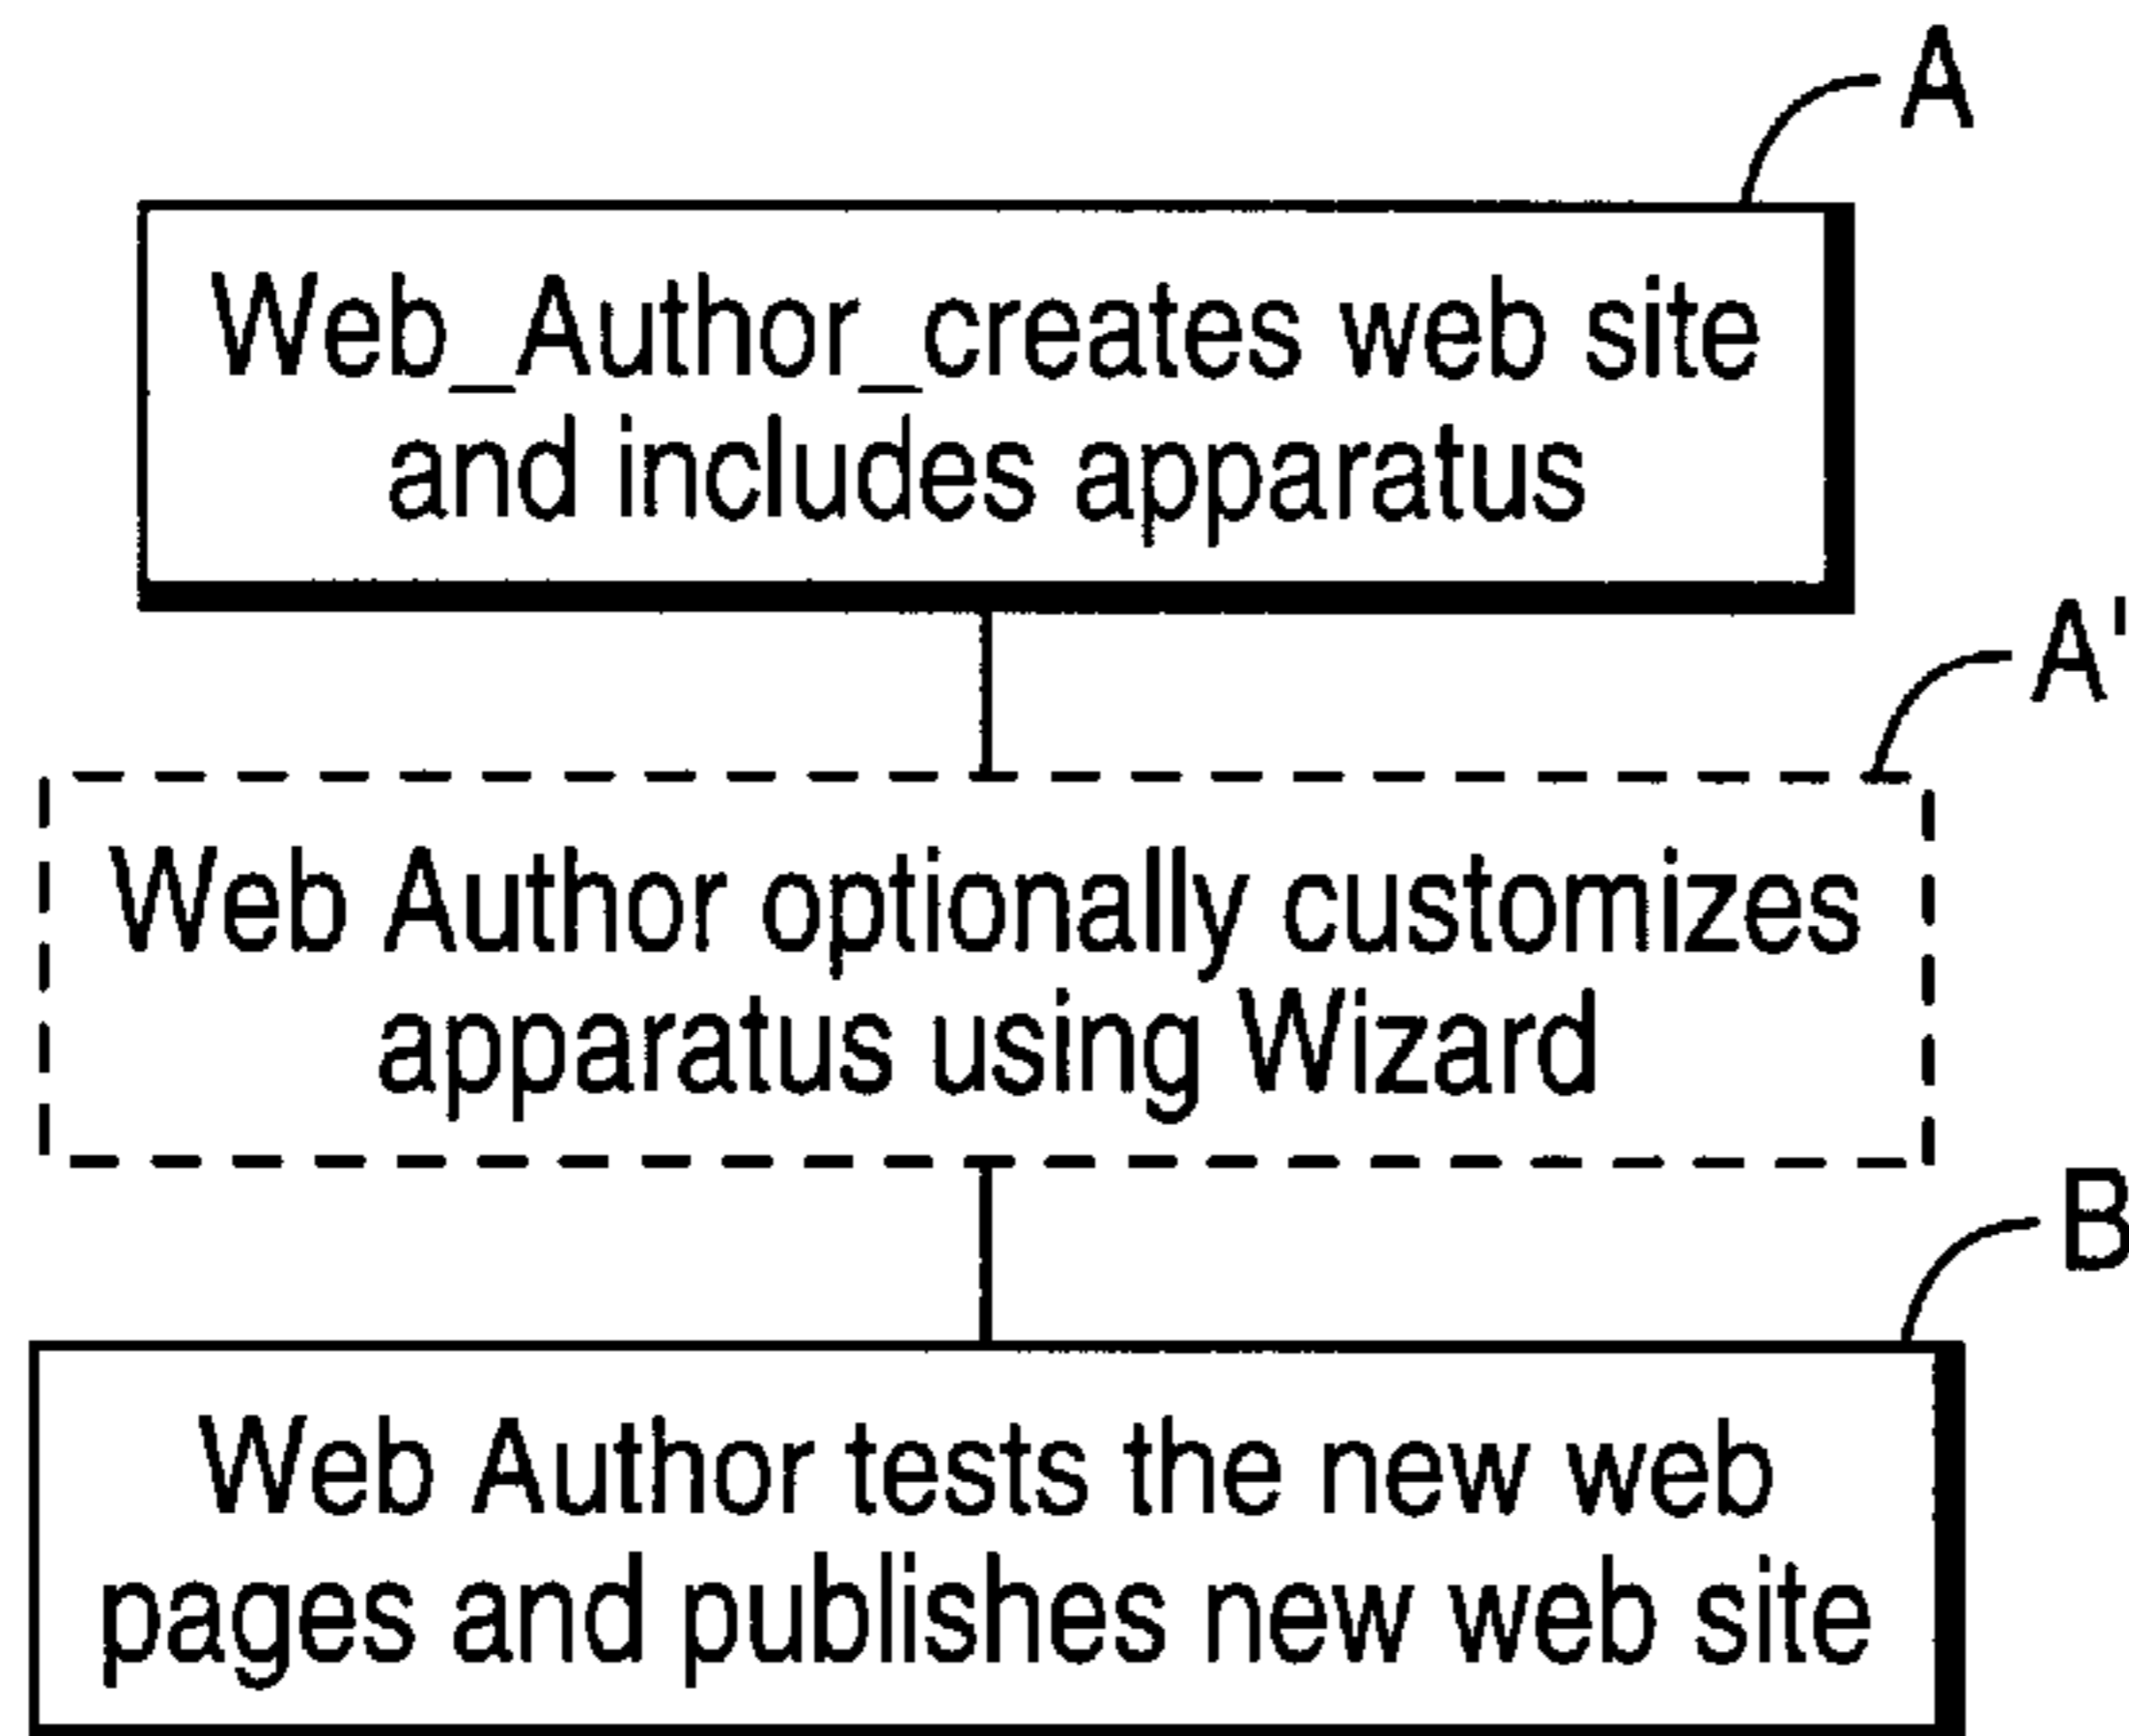 A
Web_Author_creates web site
and includes apparatus
A'
Web Author optionally customizes
apparatus using Wizard
B
Web Author tests the new web
pages and publishes new web site